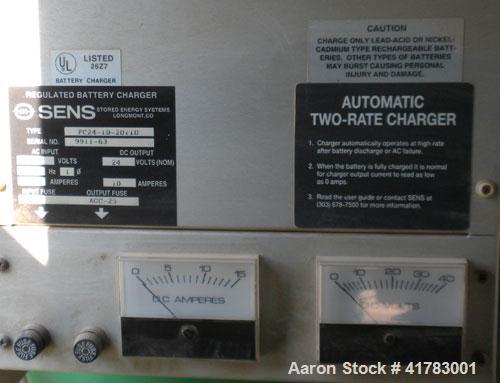 UL LISTED
26Z7
BATTERY CHARGER
REGULATED BATTERY CHARGER
SENS STORED ENERGY SYSTEMS
LONGMONT, CO.
TYPE FC24-10-20110
SERIAL NO. 9911-63
AC INPUT DC OUTPUT
VOLTS 24 VOLTS (NOM)
Hz 1 Ø
AMPERES 10 AMPERES
INPUT FUSE OUTPUT FUSE
AGC-25
CAUTION
CHARGE ONLY LEAD-ACID OR NICKEL-
CADMIUM TYPE RECHARGEABLE BATT-
ERIES. OTHER TYPES OF BATTERIES
MAY BURST CAUSING PERSONAL
INJURY AND DAMAGE.
AUTOMATIC
TWO-RATE CHARGER
1. Charger automatically operates at high rate
after battery discharge or AC failure.
2. When the battery is fully charged it is normal
for charger output current to read as low
as 0 amps.
3. Read the user guide or contact SENS at
(303) 678-7500 for more information.
0 5 10 15
D.C AMPERES
0 10 20 30 40
VOLTS
Aaron Stock # 41783001